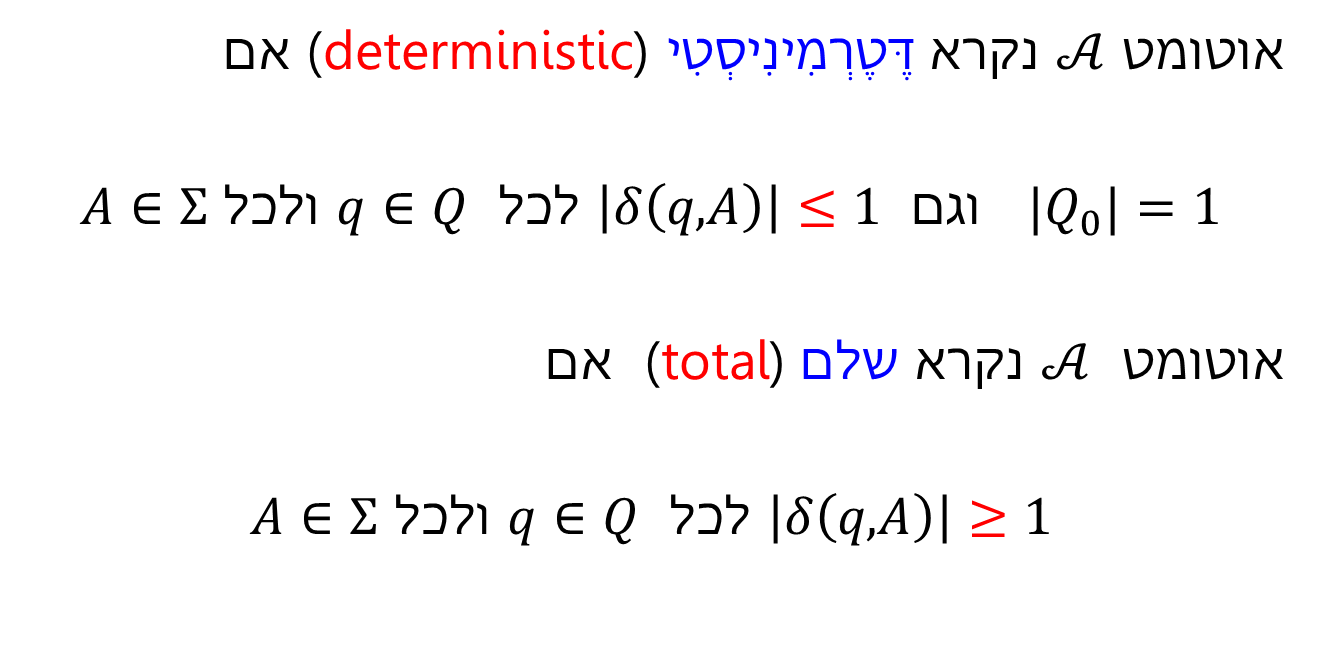 אוטומט 𝒜 נקרא דֶּטֶרְמִינִיסְטִי (deterministic) אם
|Q₀| = 1 וגם |δ(q,A)| ≤ 1 לכל q ∈ Q ולכל A ∈ Σ
אוטומט 𝒜 נקרא שלם (total) אם
|δ(q,A)| ≥ 1 לכל q ∈ Q ולכל A ∈ Σ